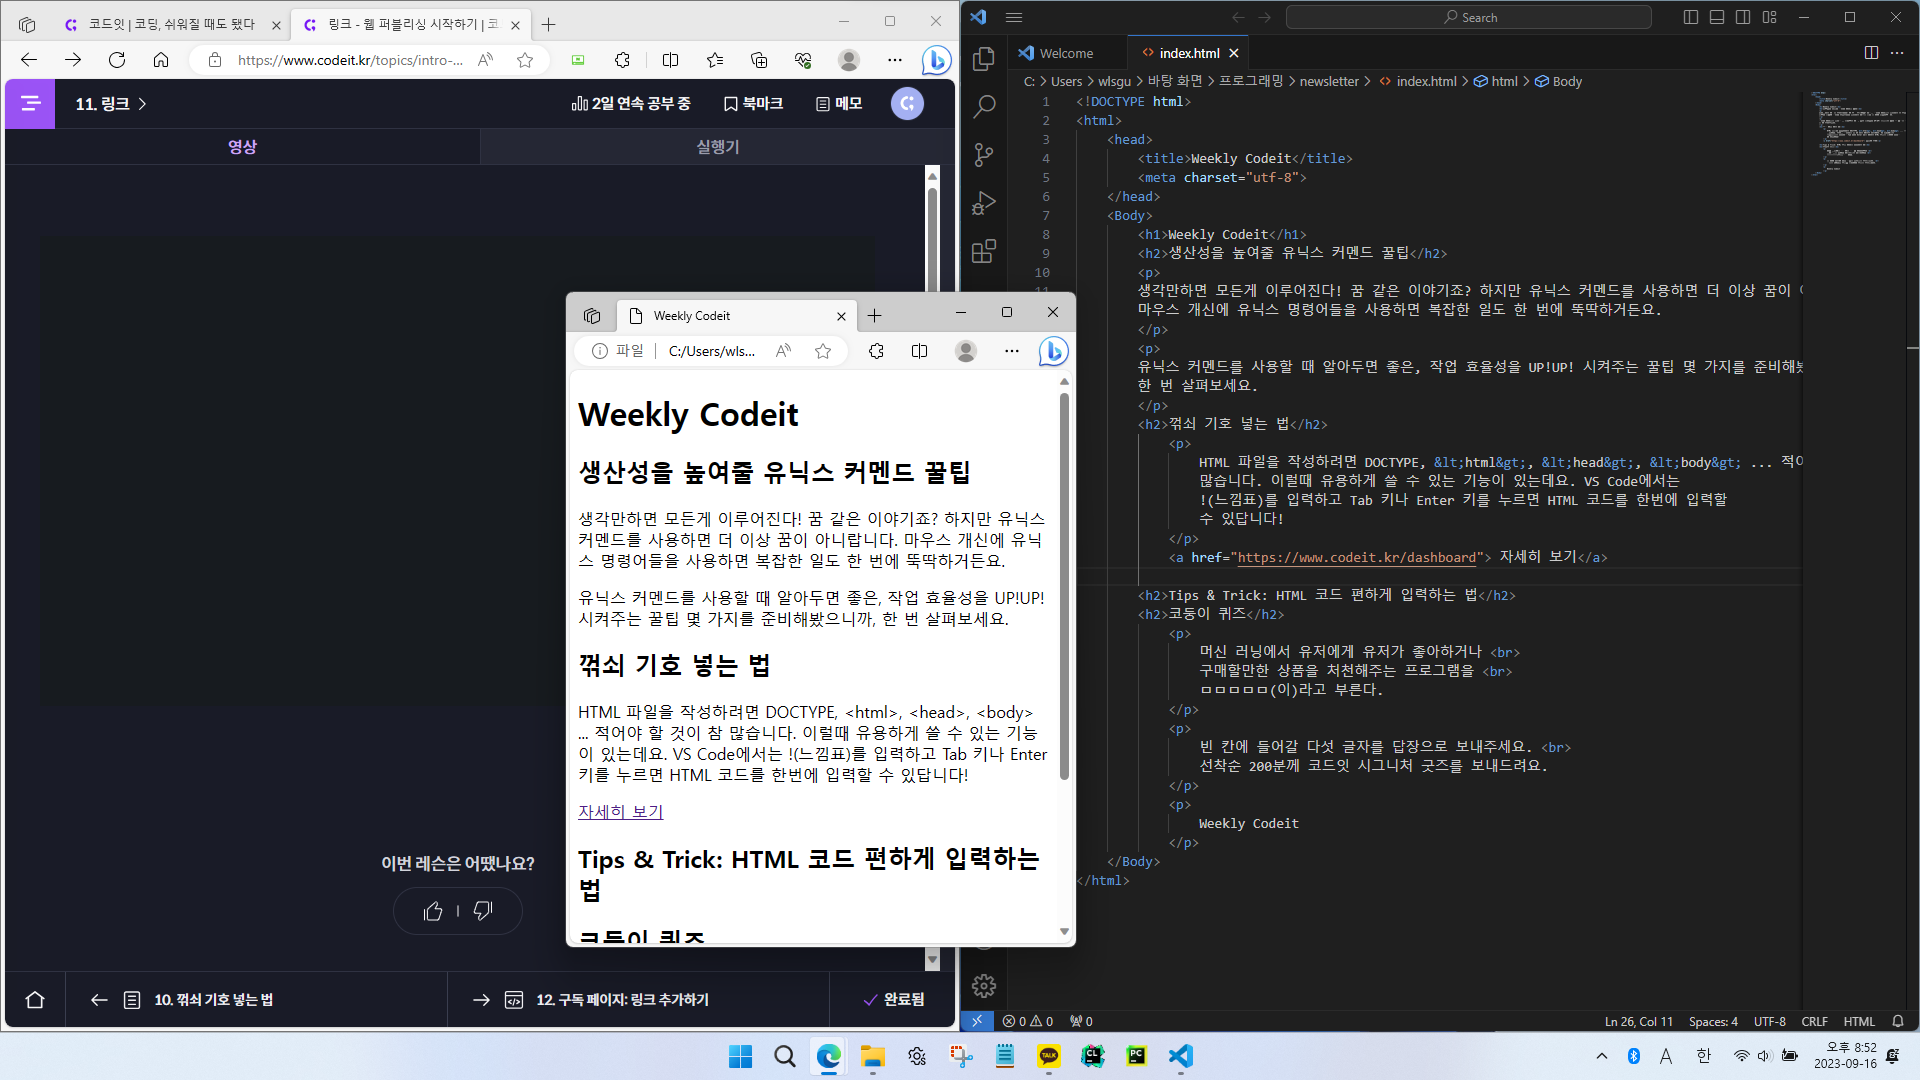 코드잇 | 코딩, 쉬워질 때도 됐다
링크 - 웹 퍼블리싱 시작하기 | 코
https://www.codeit.kr/topics/intro-...
11. 링크
2일 연속 공부 중
북마크
메모
영상
실행기
이번 레슨은 어땠나요?
10. 꺾쇠 기호 넣는 법
12. 구독 페이지: 링크 추가하기
완료됨
Weekly Codeit
파일
C:/Users/wls...
Weekly Codeit
생산성을 높여줄 유닉스 커멘드 꿀팁
생각만하면 모든게 이루어진다! 꿈 같은 이야기죠? 하지만 유닉스
커멘드를 사용하면 더 이상 꿈이 아니랍니다. 마우스 개신에 유닉
스 명령어들을 사용하면 복잡한 일도 한 번에 뚝딱하거든요.
유닉스 커멘드를 사용할 때 알아두면 좋은, 작업 효율성을 UP!UP!
시켜주는 꿀팁 몇 가지를 준비해봤으니까, 한 번 살펴보세요.
꺾쇠 기호 넣는 법
HTML 파일을 작성하려면 DOCTYPE, <html>, <head>, <body>
... 적어야 할 것이 참 많습니다. 이럴때 유용하게 쓸 수 있는 기능
이 있는데요. VS Code에서는 !(느낌표)를 입력하고 Tab 키나 Enter
키를 누르면 HTML 코드를 한번에 입력할 수 있답니다!
자세히 보기
Tips & Trick: HTML 코드 편하게 입력하는
법
코둥이 퀴즈
Search
Welcome
index.html
C: > Users > wlsgu > 바탕 화면 > 프로그래밍 > newsletter > index.html > html > Body
1 <!DOCTYPE html>
2 <html>
3 <head>
4 <title>Weekly Codeit</title>
5 <meta charset="utf-8">
6 </head>
7 <Body>
8 <h1>Weekly Codeit</h1>
9 <h2>생산성을 높여줄 유닉스 커멘드 꿀팁</h2>
10 <p>
생각만하면 모든게 이루어진다! 꿈 같은 이야기죠? 하지만 유닉스 커멘드를 사용하면 더 이상 꿈이
마우스 개신에 유닉스 명령어들을 사용하면 복잡한 일도 한 번에 뚝딱하거든요.
</p>
<p>
유닉스 커멘드를 사용할 때 알아두면 좋은, 작업 효율성을 UP!UP! 시켜주는 꿀팁 몇 가지를 준비해봤
한 번 살펴보세요.
</p>
<h2>꺾쇠 기호 넣는 법</h2>
<p>
HTML 파일을 작성하려면 DOCTYPE, &lt;html&gt;, &lt;head&gt;, &lt;body&gt; ... 적어
많습니다. 이럴때 유용하게 쓸 수 있는 기능이 있는데요. VS Code에서는
!(느낌표)를 입력하고 Tab 키나 Enter 키를 누르면 HTML 코드를 한번에 입력할
수 있답니다!
</p>
<a href="https://www.codeit.kr/dashboard"> 자세히 보기</a>
<h2>Tips & Trick: HTML 코드 편하게 입력하는 법</h2>
<h2>코둥이 퀴즈</h2>
<p>
머신 러닝에서 유저에게 유저가 좋아하거나 <br>
구매할만한 상품을 처천해주는 프로그램을 <br>
ㅁㅁㅁㅁㅁ(이)라고 부른다.
</p>
<p>
빈 칸에 들어갈 다섯 글자를 답장으로 보내주세요. <br>
선착순 200분께 코드잇 시그니처 굿즈를 보내드려요.
</p>
<p>
Weekly Codeit
</p>
</Body>
</html>
0 0 0
Ln 26, Col 11
Spaces: 4
UTF-8
CRLF
HTML
TALK
CL
PC
A
한
오후 8:52
2023-09-16